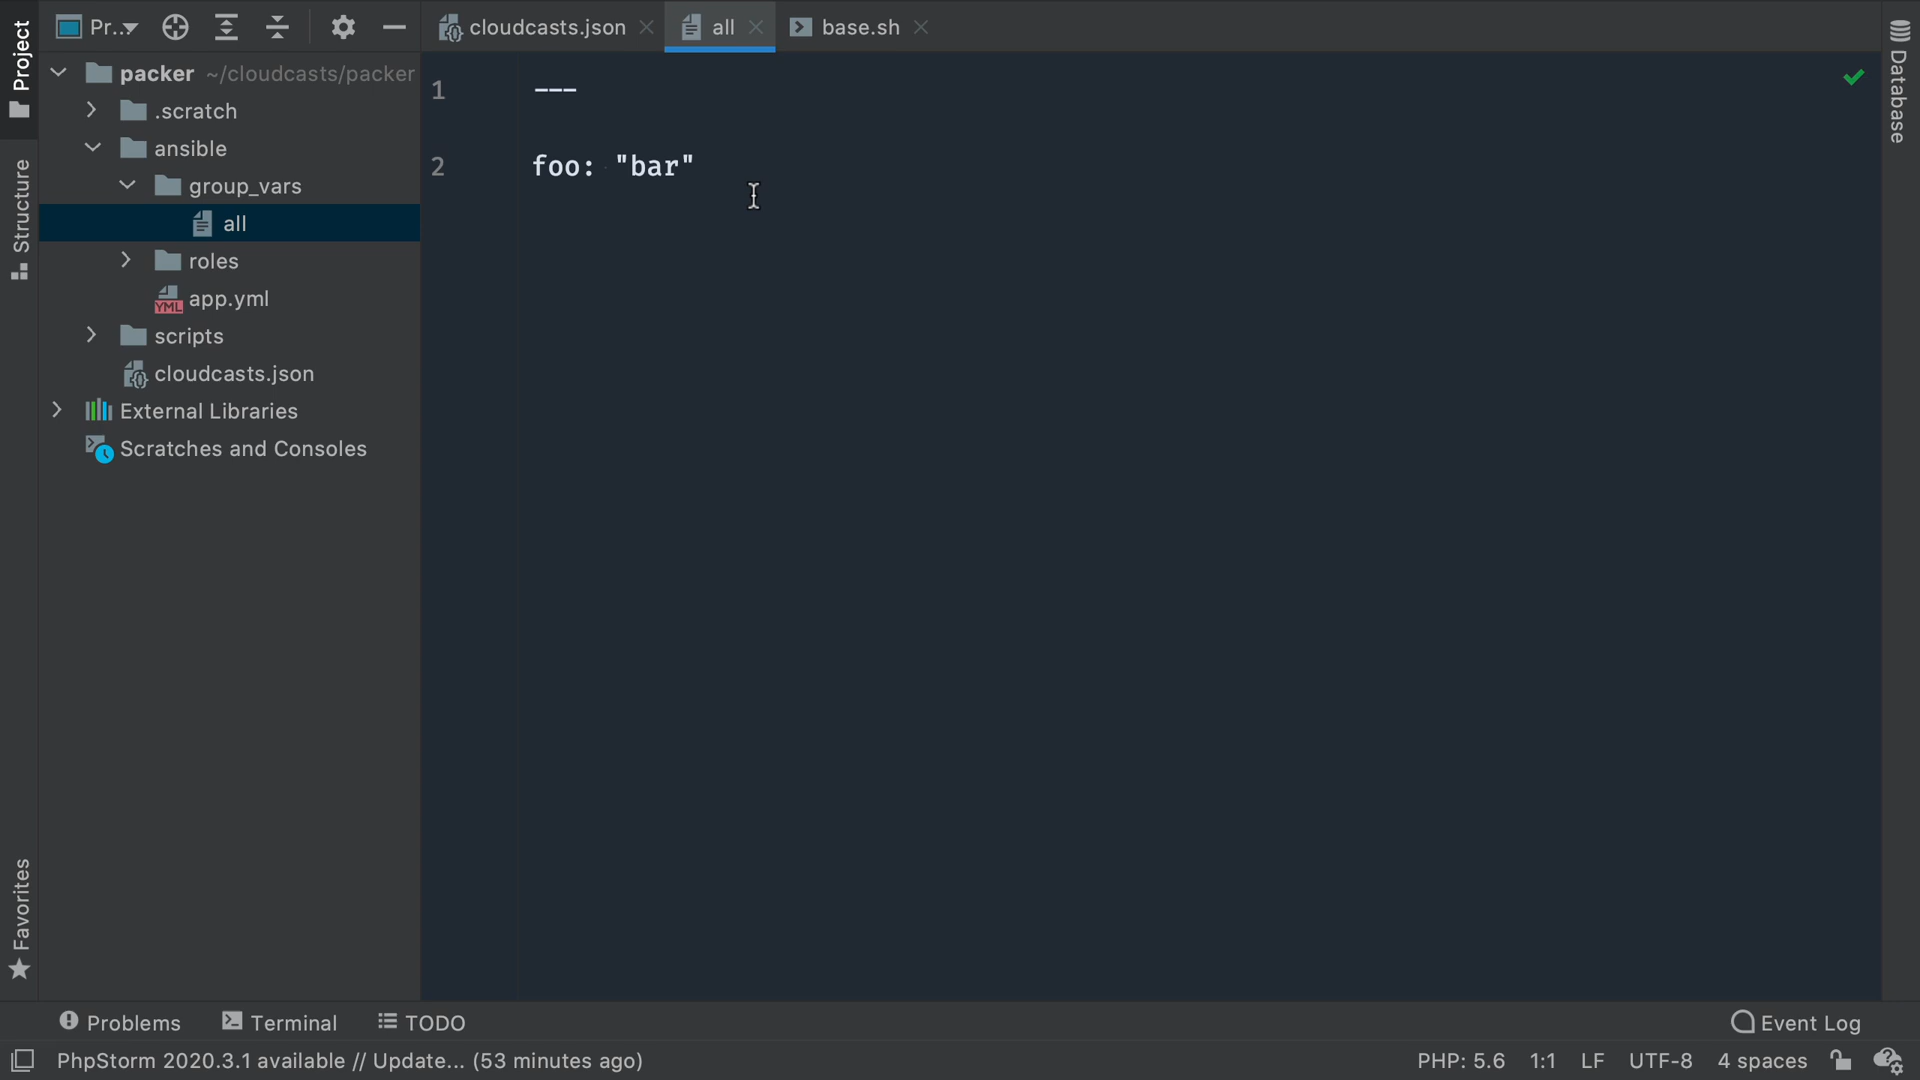 Project
Structure
Favorites
Pr...
packer ~/cloudcasts/packer
.scratch
ansible
group_vars
all
roles
app.yml
scripts
cloudcasts.json
External Libraries
Scratches and Consoles
cloudcasts.json
all
base.sh
1 ---
2 foo: "bar"
Database
Problems
Terminal
TODO
Event Log
PhpStorm 2020.3.1 available // Update... (53 minutes ago)
PHP: 5.6 1:1 LF UTF-8 4 spaces